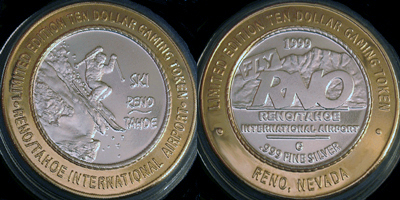 LIMITED EDITION TEN DOLLAR GAMING TOKEN
SKI
RENO
TAHOE
RENO/TAHOE INTERNATIONAL AIRPORT
LIMITED EDITION TEN DOLLAR GAMING TOKEN
1999
FLY
RNO
RENO/TAHOE
INTERNATIONAL AIRPORT
G
.999 FINE SILVER
RENO, NEVADA